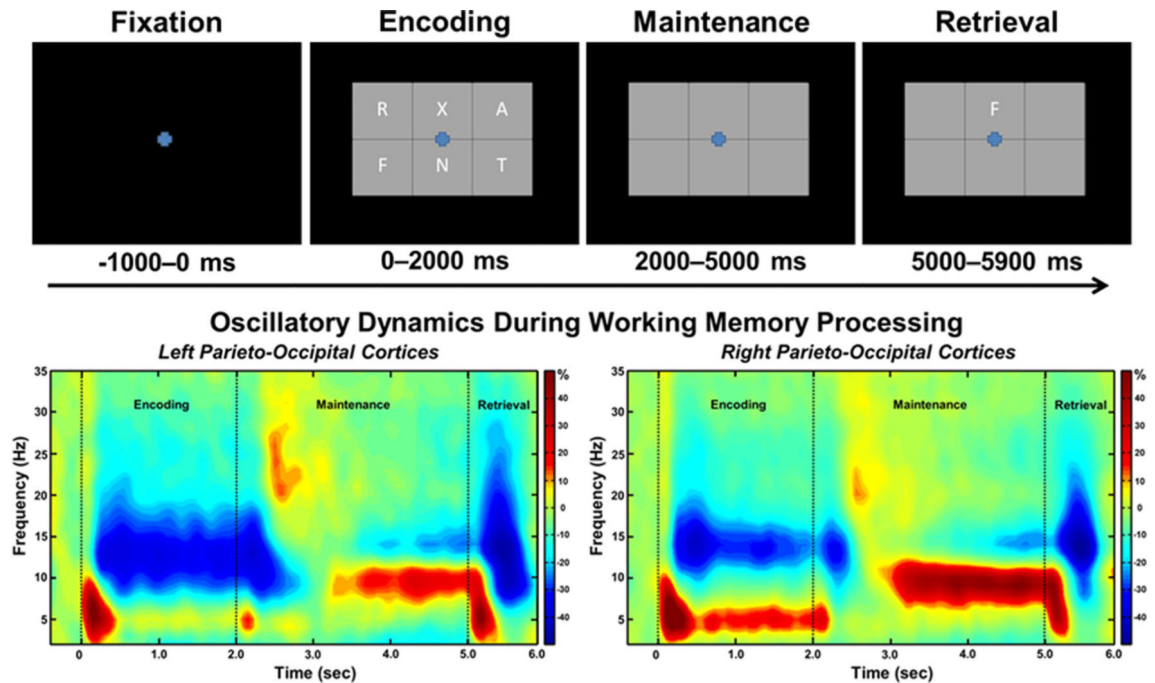 Fixation
Encoding
Maintenance
Retrieval
R X A
F N T
F
-1000–0 ms
0–2000 ms
2000–5000 ms
5000–5900 ms
Oscillatory Dynamics During Working Memory Processing
Left Parieto-Occipital Cortices
Frequency (Hz)
35
30
25
20
15
10
5
Encoding
Maintenance
Retrieval
0 1.0 2.0 3.0 4.0 5.0 6.0
Time (sec)
%
40
30
20
10
0
-10
-20
-30
-40
Right Parieto-Occipital Cortices
Frequency (Hz)
35
30
25
20
15
10
5
Encoding
Maintenance
Retrieval
0 1.0 2.0 3.0 4.0 5.0 6.0
Time (sec)
%
40
30
20
10
0
-10
-20
-30
-40